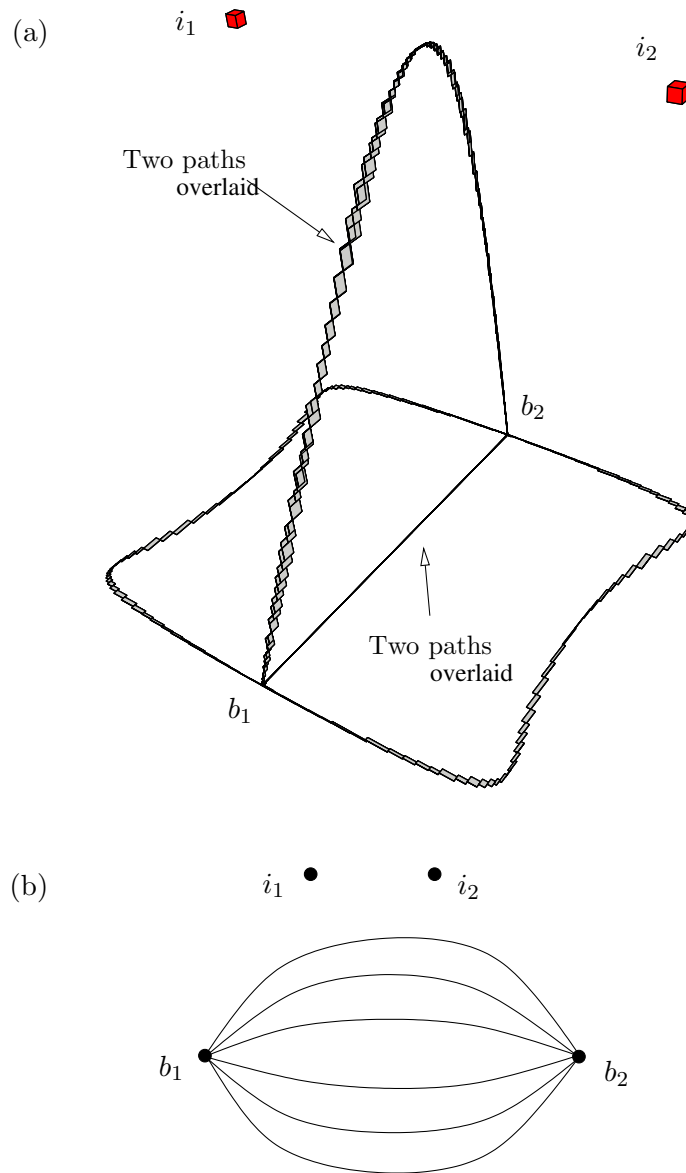 (a)
i1
i2
Two paths
overlaid
b2
Two paths
overlaid
b1
(b)
i1
i2
b1
b2